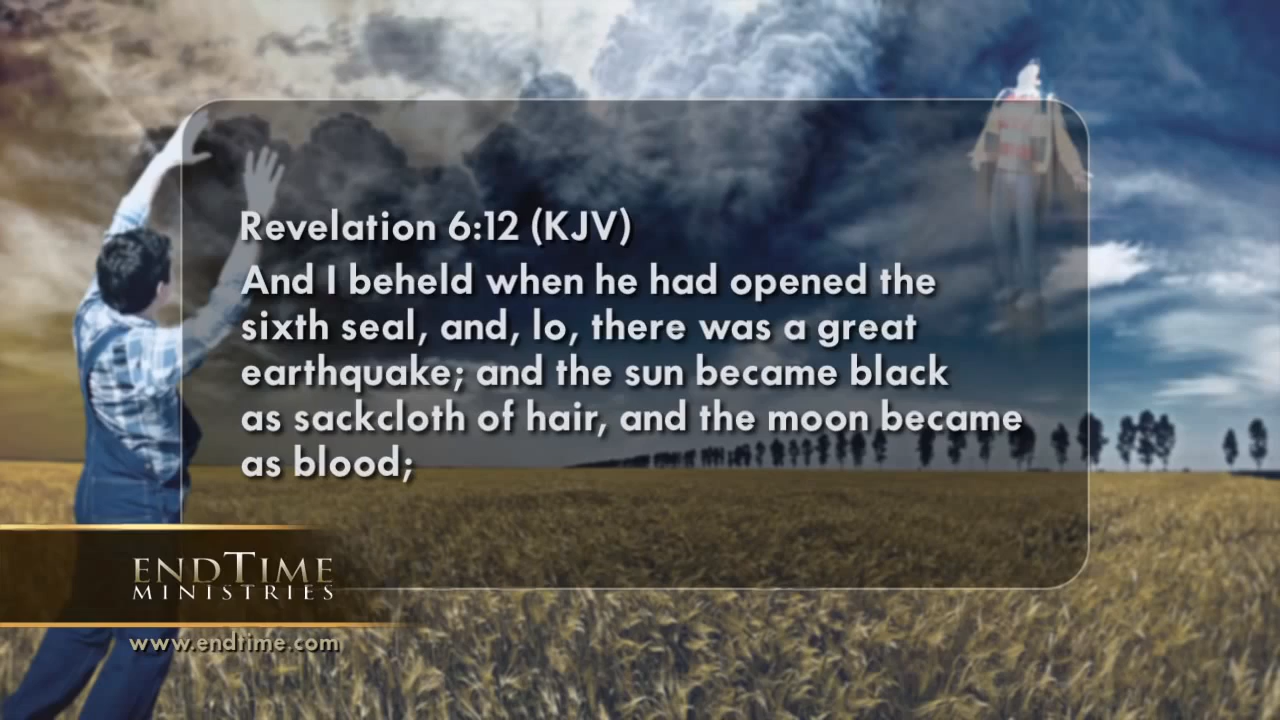 Revelation 6:12 (KJV)
And I beheld when he had opened the
sixth seal, and, lo, there was a great
earthquake; and the sun became black
as sackcloth of hair, and the moon became
as blood;
ENDTIME
MINISTRIES
www.endtime.com